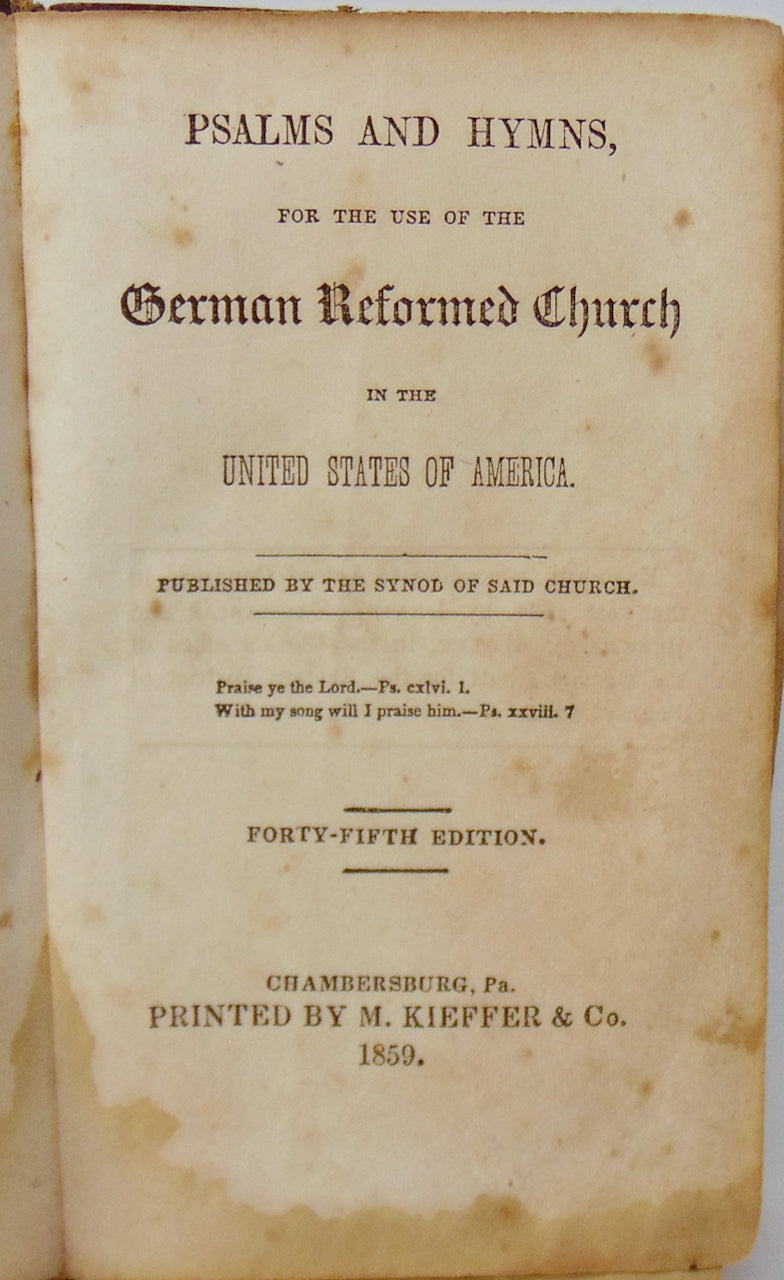 PSALMS AND HYMNS,
FOR THE USE OF THE
German Reformed Church
IN THE
UNITED STATES OF AMERICA.
PUBLISHED BY THE SYNOD OF SAID CHURCH.
Praise ye the Lord.—Ps. cxlvi. 1.
With my song will I praise him.—Ps. xxviii. 7
FORTY-FIFTH EDITION.
CHAMBERSBURG, Pa.
PRINTED BY M. KIEFFER & Co.
1859.